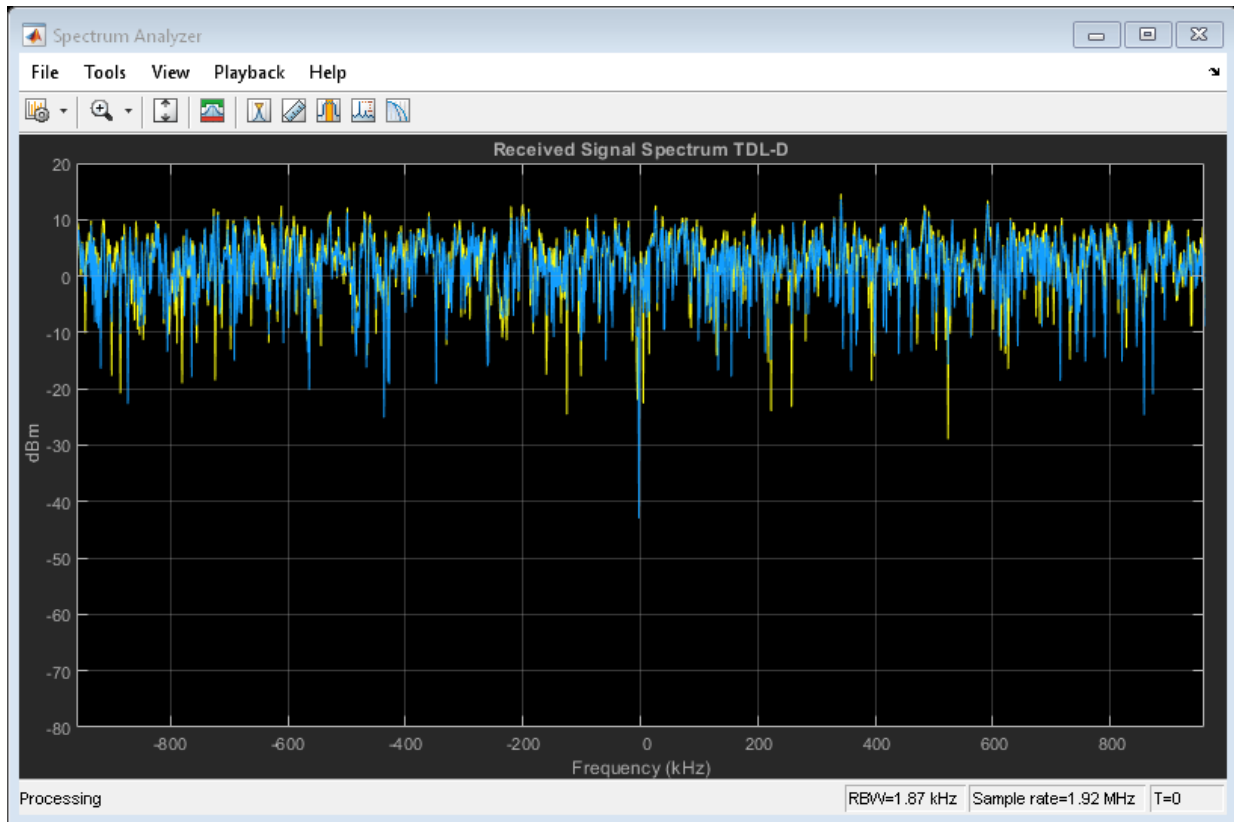 Spectrum Analyzer
File Tools View Playback Help
Received Signal Spectrum TDL-D
20
10
0
-10
-20
-30
-40
-50
-60
-70
-80
dBm
-800 -600 -400 -200 0 200 400 600 800
Frequency (kHz)
Processing RBW=1.87 kHz Sample rate=1.92 MHz T=0